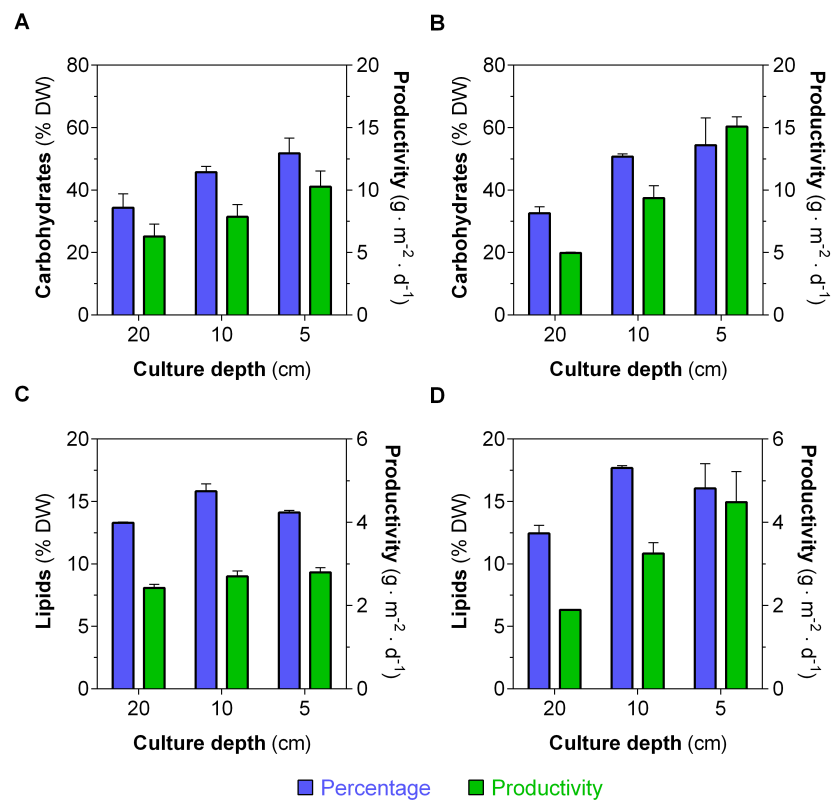 A
80
60
40
20
0
Carbohydrates (% DW)
20
15
10
5
0
Productivity (g · m-2 · d-1)
20 10 5
Culture depth (cm)
B
80
60
40
20
0
Carbohydrates (% DW)
20
15
10
5
0
Productivity (g · m-2 · d-1)
20 10 5
Culture depth (cm)
C
20
15
10
5
0
Lipids (% DW)
6
4
2
0
Productivity (g · m-2 · d-1)
20 10 5
Culture depth (cm)
D
20
15
10
5
0
Lipids (% DW)
6
4
2
0
Productivity (g · m-2 · d-1)
20 10 5
Culture depth (cm)
Percentage Productivity